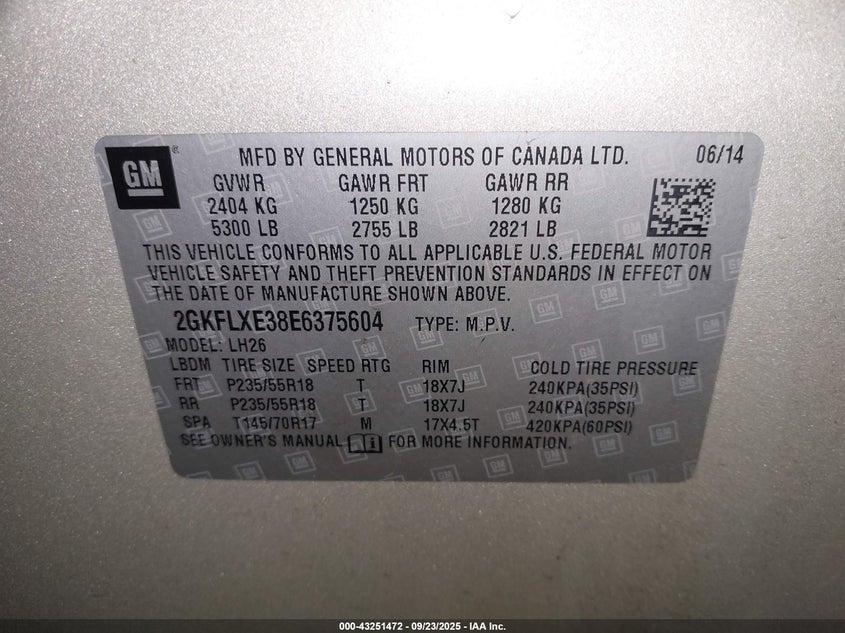 GM ® MFD BY GENERAL MOTORS OF CANADA LTD. 06/14
GVWR GAWR FRT GAWR RR
2404 KG 1250 KG 1280 KG
5300 LB 2755 LB 2821 LB
THIS VEHICLE CONFORMS TO ALL APPLICABLE U.S. FEDERAL MOTOR
VEHICLE SAFETY AND THEFT PREVENTION STANDARDS IN EFFECT ON
THE DATE OF MANUFACTURE SHOWN ABOVE.
2GKFLXE38E6375604 TYPE: M.P.V.
MODEL: LH26
LBDM TIRE SIZE SPEED RTG RIM COLD TIRE PRESSURE
FRT P235/55R18 T 18X7J 240KPA(35PSI)
RR P235/55R18 T 18X7J 240KPA(35PSI)
SPA T145/70R17 M 17X4.5T 420KPA(60PSI)
SEE OWNER'S MANUAL FOR MORE INFORMATION.
000-43251472 - 09/23/2025 - IAA Inc.